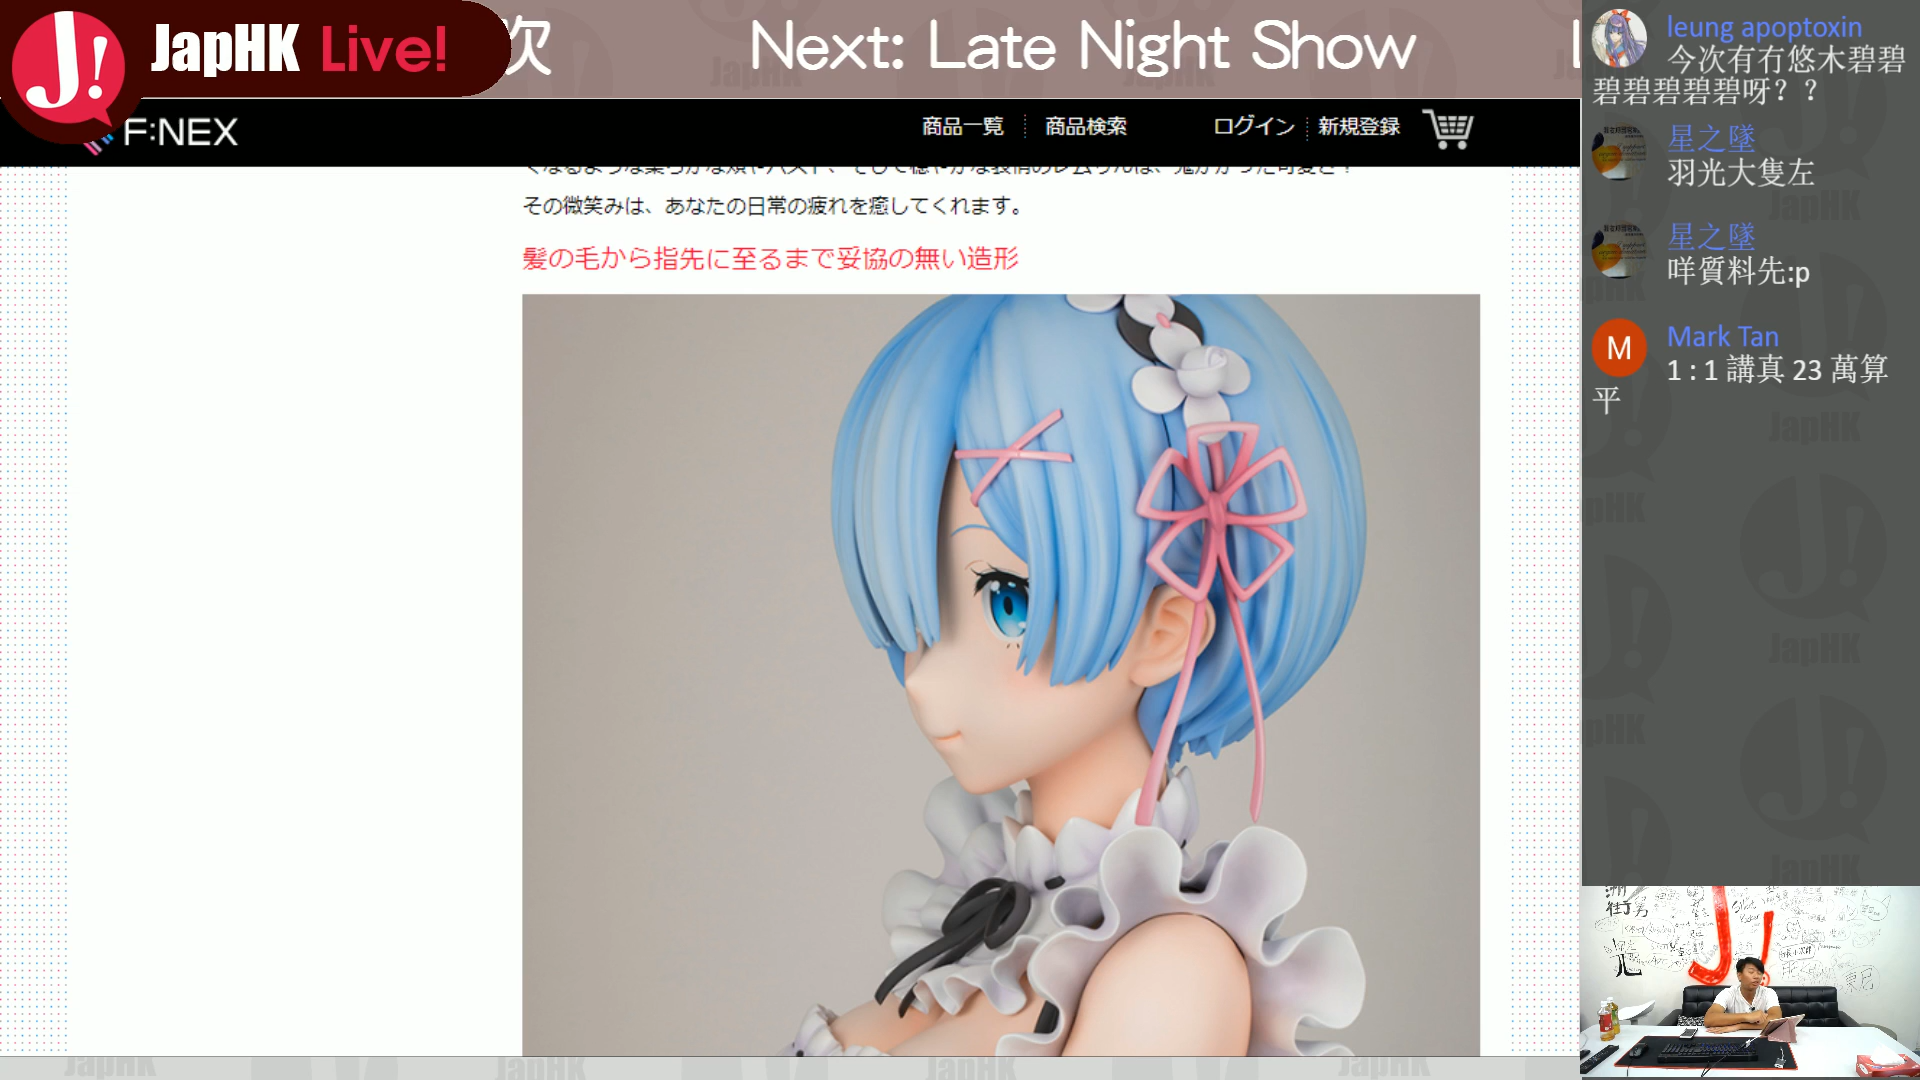 JapHK Live!
次
Next: Late Night Show
F:NEX
商品一覧
商品検索
ログイン
新規登録
その微笑みは、あなたの日常の疲れを癒してくれます。
髪の毛から指先に至るまで妥協の無い造形
leung apoptoxin
今次有冇悠木碧碧
碧碧碧碧碧呀？？
星之墜
羽光大隻左
星之墜
咩質料先:p
M
Mark Tan
1 : 1 講真 23 萬算
平